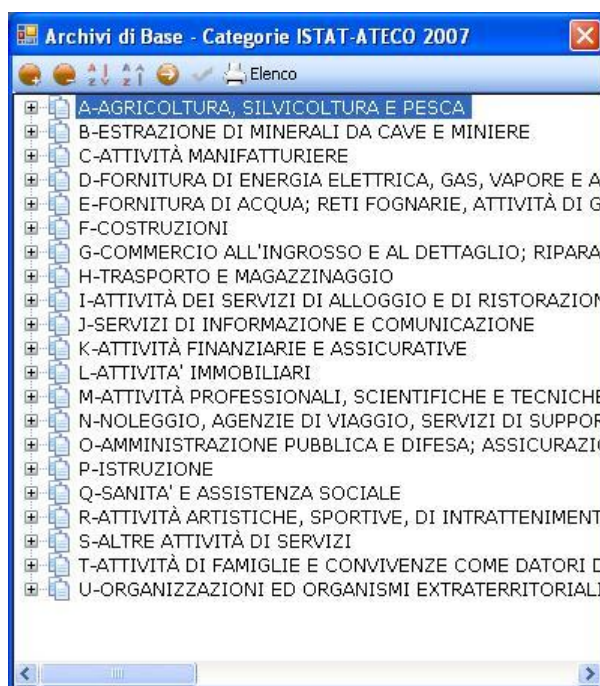 Archivi di Base - Categorie ISTAT-ATECO 2007
Elenco
A-AGRICOLTURA, SILVICOLTURA E PESCA
B-ESTRAZIONE DI MINERALI DA CAVE E MINIERE
C-ATTIVITÀ MANIFATTURIERE
D-FORNITURA DI ENERGIA ELETTRICA, GAS, VAPORE E A
E-FORNITURA DI ACQUA; RETI FOGNARIE, ATTIVITÀ DI G
F-COSTRUZIONI
G-COMMERCIO ALL'INGROSSO E AL DETTAGLIO; RIPARA
H-TRASPORTO E MAGAZZINAGGIO
I-ATTIVITÀ DEI SERVIZI DI ALLOGGIO E DI RISTORAZION
J-SERVIZI DI INFORMAZIONE E COMUNICAZIONE
K-ATTIVITÀ FINANZIARIE E ASSICURATIVE
L-ATTIVITA' IMMOBILIARI
M-ATTIVITÀ PROFESSIONALI, SCIENTIFICHE E TECNICHE
N-NOLEGGIO, AGENZIE DI VIAGGIO, SERVIZI DI SUPPOR
O-AMMINISTRAZIONE PUBBLICA E DIFESA; ASSICURAZI
P-ISTRUZIONE
Q-SANITA' E ASSISTENZA SOCIALE
R-ATTIVITÀ ARTISTICHE, SPORTIVE, DI INTRATTENIMENT
S-ALTRE ATTIVITÀ DI SERVIZI
T-ATTIVITÀ DI FAMIGLIE E CONVIVENZE COME DATORI D
U-ORGANIZZAZIONI ED ORGANISMI EXTRATERRITORIALI